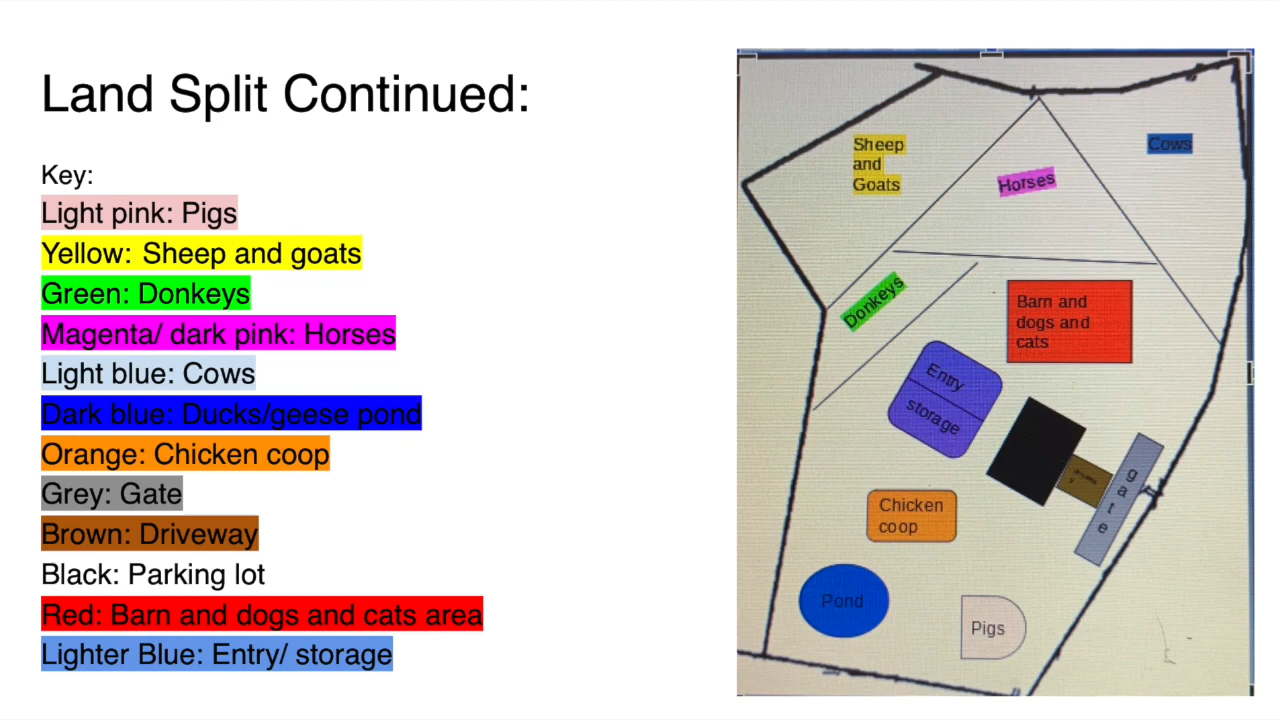 Land Split Continued:
Key:
Light pink: Pigs
Yellow: Sheep and goats
Green: Donkeys
Magenta/ dark pink: Horses
Light blue: Cows
Dark blue: Ducks/geese pond
Orange: Chicken coop
Grey: Gate
Brown: Driveway
Black: Parking lot
Red: Barn and dogs and cats area
Lighter Blue: Entry/ storage
Sheep
and
Goats
Horses
Cows
Donkeys
Barn and
dogs and
cats
Entry
storage
gate
Chicken
coop
Pond
Pigs